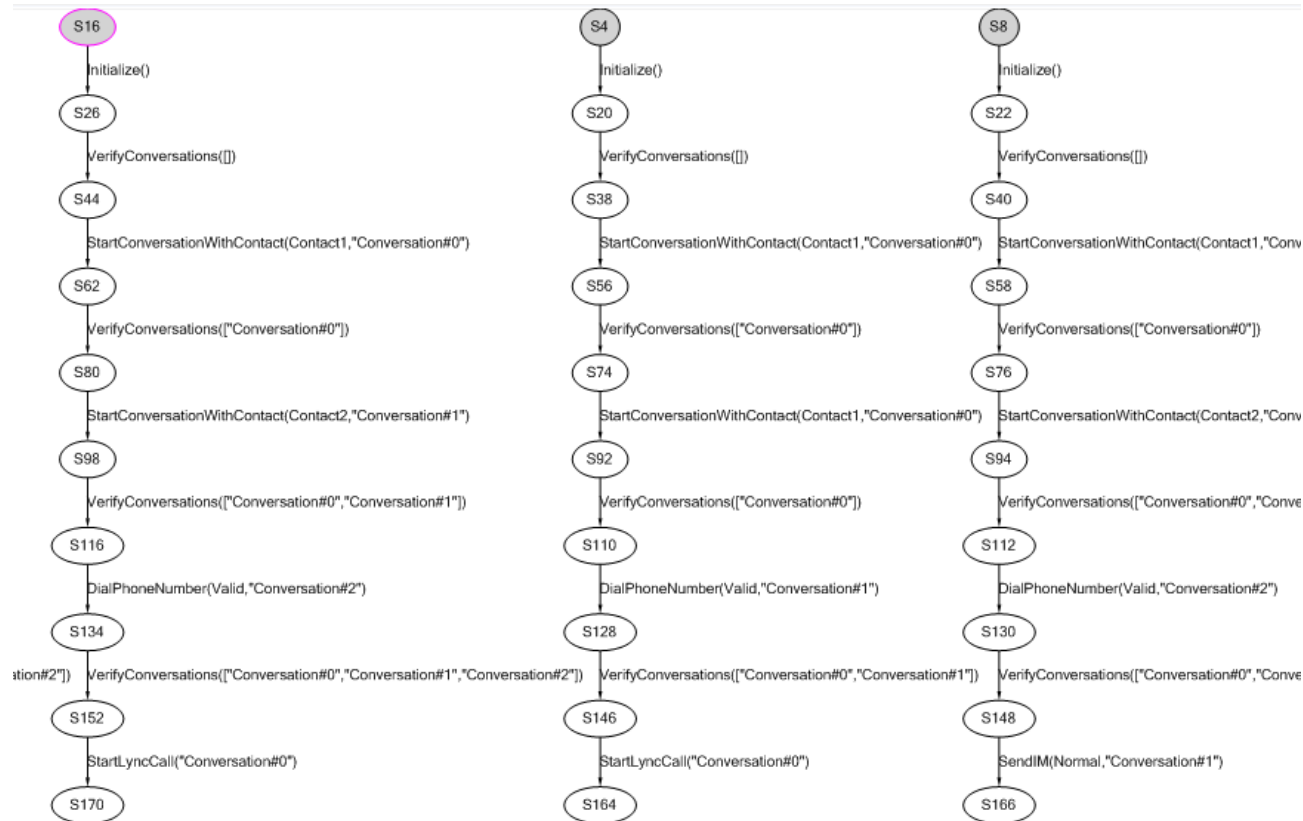 S16 S4 S8
Initialize() Initialize() Initialize()
S26 S20 S22
VerifyConversations([]) VerifyConversations([]) VerifyConversations([])
S44 S38 S40
StartConversationWithContact(Contact1,"Conversation#0") StartConversationWithContact(Contact1,"Conversation#0") StartConversationWithContact(Contact1,"Conv
S62 S56 S58
VerifyConversations(["Conversation#0"]) VerifyConversations(["Conversation#0"]) VerifyConversations(["Conversation#0"])
S80 S74 S76
StartConversationWithContact(Contact2,"Conversation#1") StartConversationWithContact(Contact1,"Conversation#0") StartConversationWithContact(Contact2,"Conv
S98 S92 S94
VerifyConversations(["Conversation#0","Conversation#1"]) VerifyConversations(["Conversation#0"]) VerifyConversations(["Conversation#0","Conve
S116 S110 S112
DialPhoneNumber(Valid,"Conversation#2") DialPhoneNumber(Valid,"Conversation#1") DialPhoneNumber(Valid,"Conversation#2")
S134 S128 S130
ation#2"]) VerifyConversations(["Conversation#0","Conversation#1","Conversation#2"]) VerifyConversations(["Conversation#0","Conversation#1"]) VerifyConversations(["Conversation#0","Conve
S152 S146 S148
StartLyncCall("Conversation#0") StartLyncCall("Conversation#0") SendIM(Normal,"Conversation#1")
S170 S164 S166